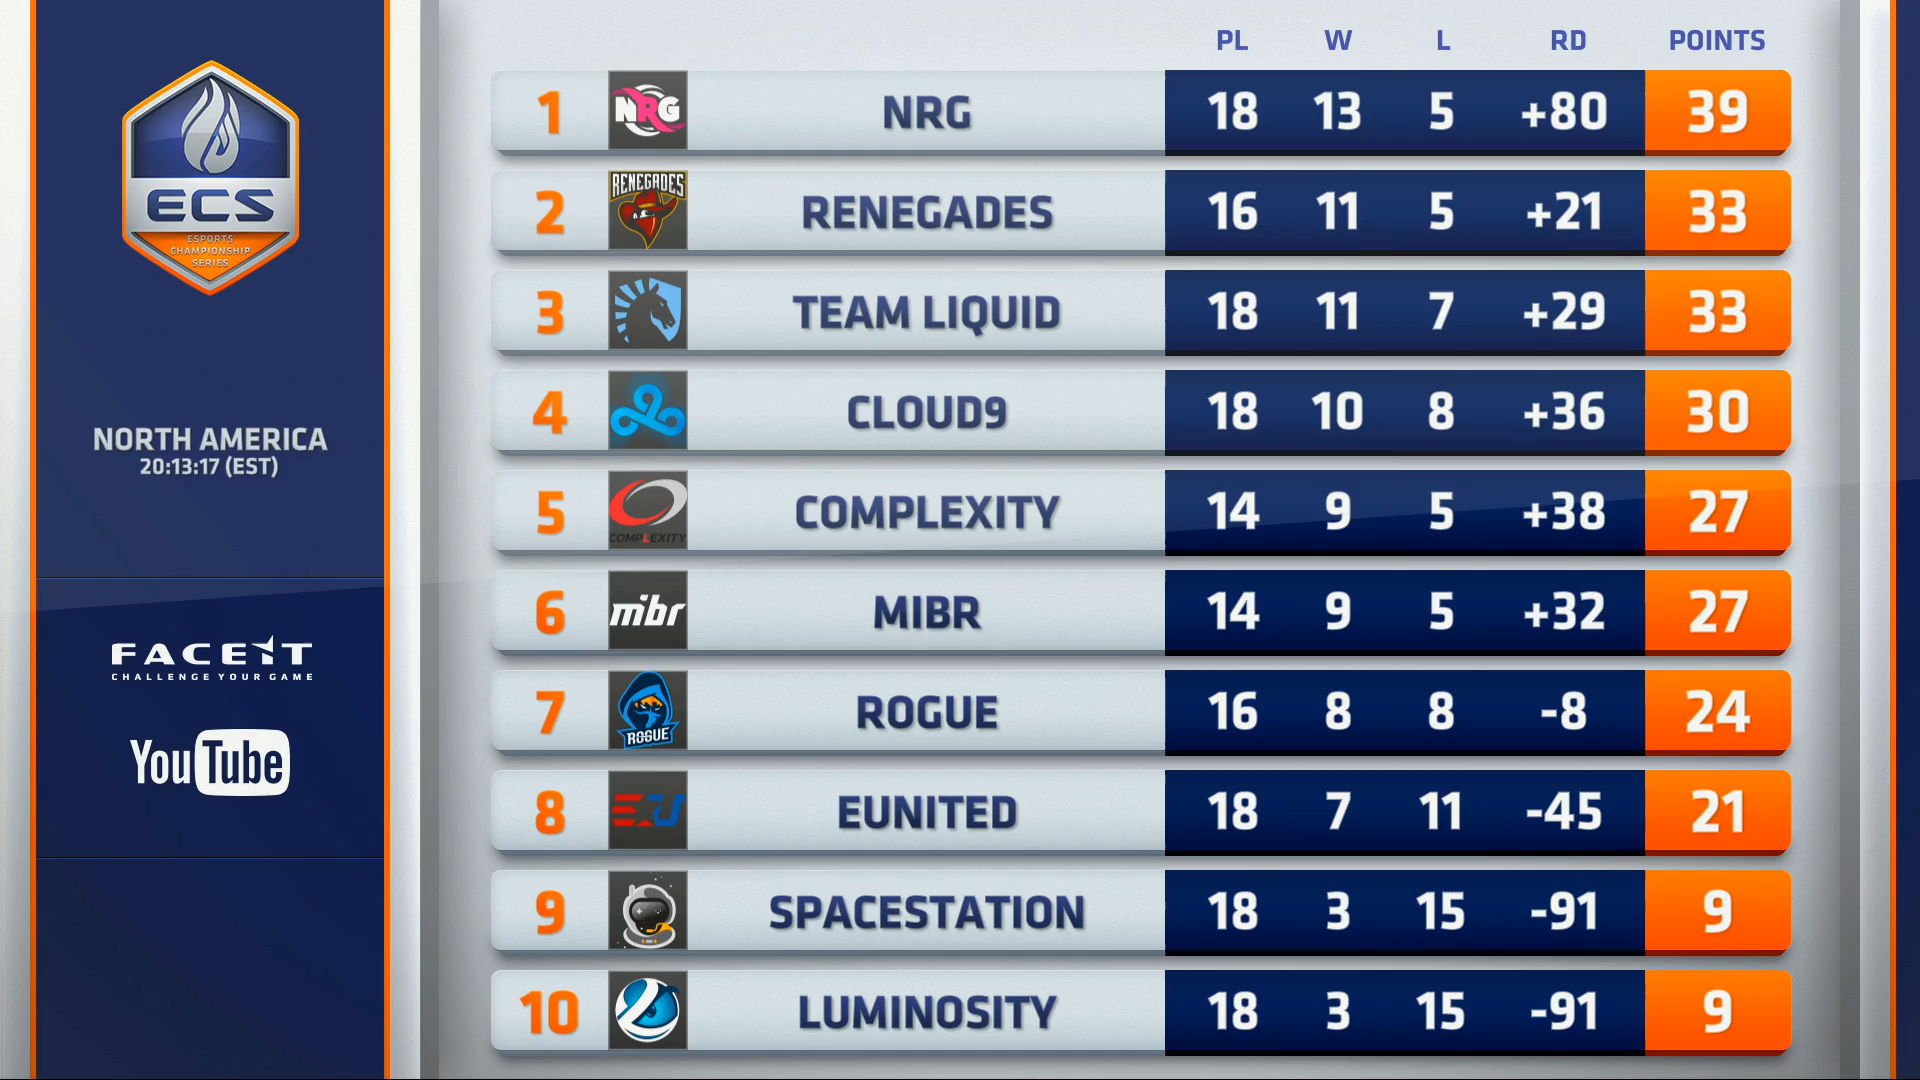 ECS
ESPORTS
CHAMPIONSHIP
SERIES
NORTH AMERICA
20:13:17 (EST)
FACEIT
CHALLENGE YOUR GAME
YouTube
PL W L RD POINTS
1 NRG NRG 18 13 5 +80 39
2 RENEGADES RENEGADES 16 11 5 +21 33
3 TEAM LIQUID 18 11 7 +29 33
4 CLOUD9 18 10 8 +36 30
5 COMPLEXITY COMPLEXITY 14 9 5 +38 27
6 mibr MIBR 14 9 5 +32 27
7 ROGUE ROGUE 16 8 8 -8 24
8 EU EUNITED 18 7 11 -45 21
9 SPACESTATION 18 3 15 -91 9
10 LUMINOSITY 18 3 15 -91 9